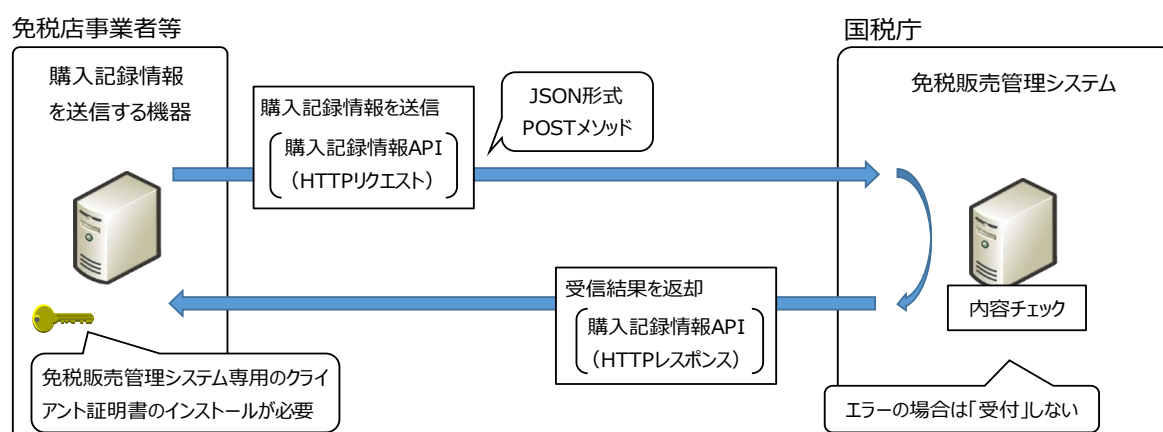 免税店事業者等
国税庁
購入記録情報
を送信する機器
購入記録情報を送信
購入記録情報API
（HTTPリクエスト）
JSON形式
POSTメソッド
免税販売管理システム
受信結果を返却
購入記録情報API
（HTTPレスポンス）
内容チェック
免税販売管理システム専用のクライ
アント証明書のインストールが必要
エラーの場合は「受付」しない